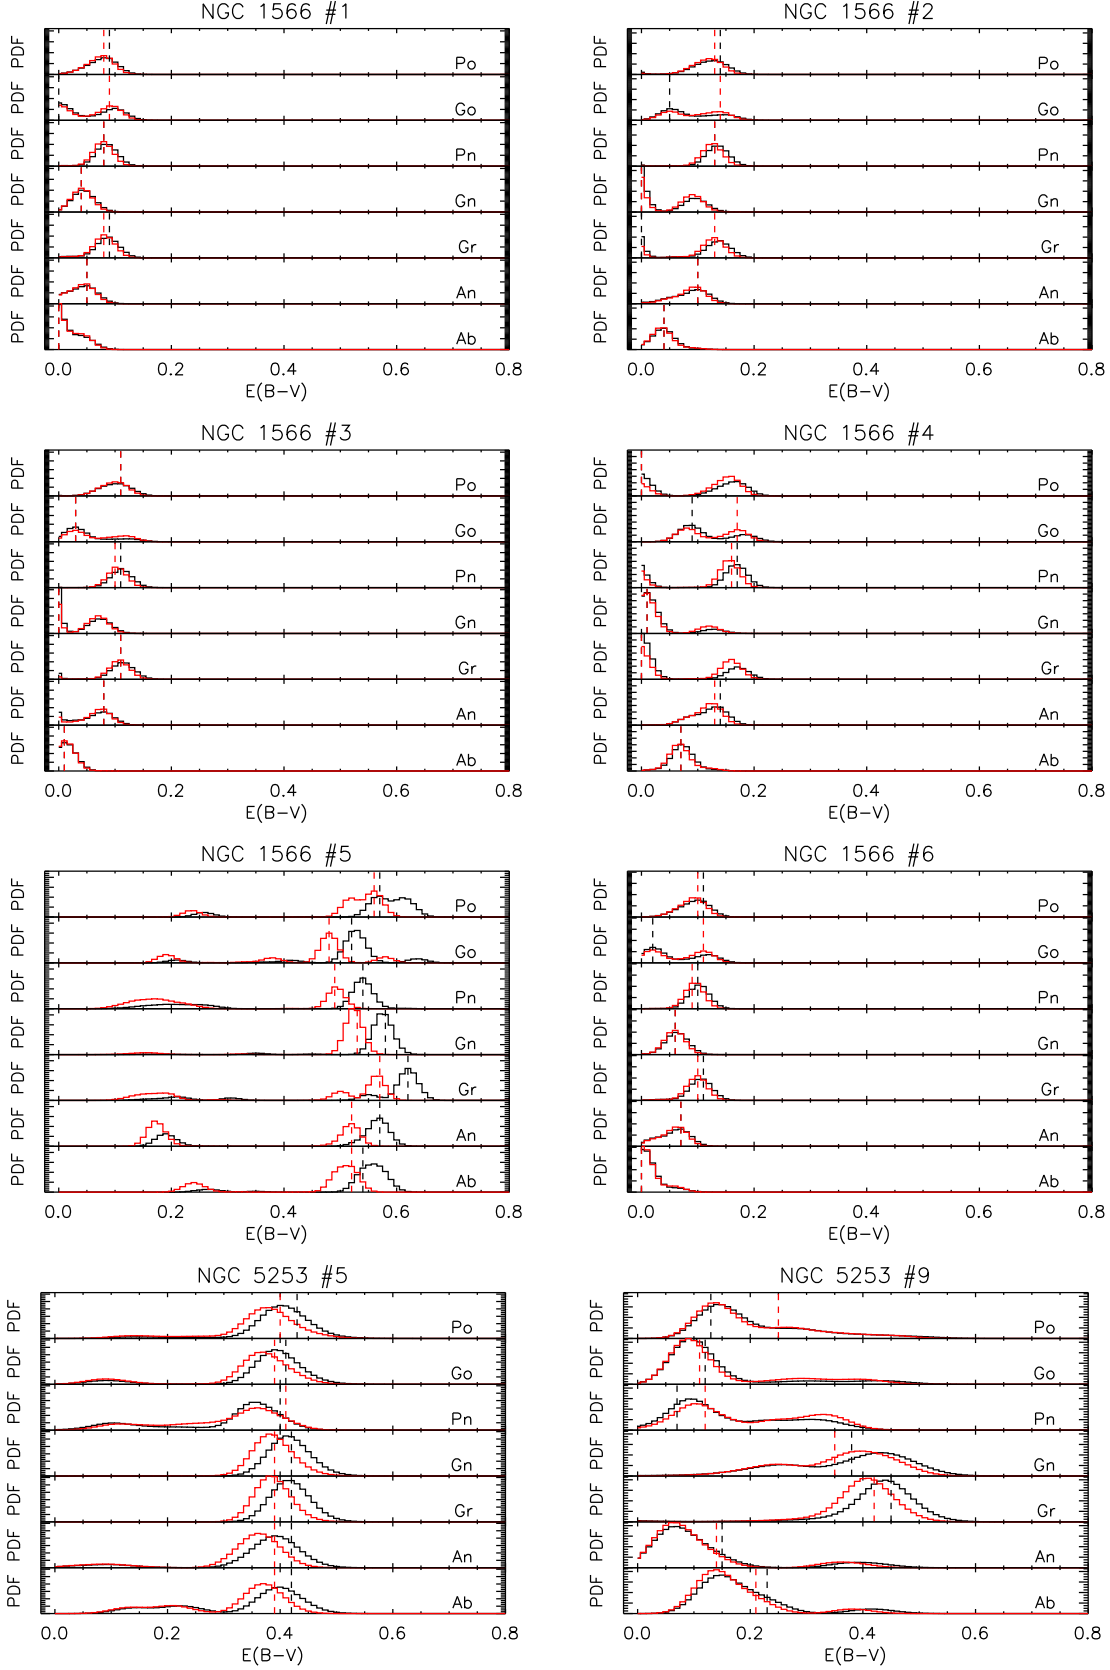 NGC 1566 #1
PDF Po
PDF Go
PDF Pn
PDF Gn
PDF Gr
PDF An
PDF Ab
0.0 0.2 0.4 0.6 0.8
E(B−V)
NGC 1566 #2
PDF Po
PDF Go
PDF Pn
PDF Gn
PDF Gr
PDF An
PDF Ab
0.0 0.2 0.4 0.6 0.8
E(B−V)
NGC 1566 #3
PDF Po
PDF Go
PDF Pn
PDF Gn
PDF Gr
PDF An
PDF Ab
0.0 0.2 0.4 0.6 0.8
E(B−V)
NGC 1566 #4
PDF Po
PDF Go
PDF Pn
PDF Gn
PDF Gr
PDF An
PDF Ab
0.0 0.2 0.4 0.6 0.8
E(B−V)
NGC 1566 #5
PDF Po
PDF Go
PDF Pn
PDF Gn
PDF Gr
PDF An
PDF Ab
0.0 0.2 0.4 0.6 0.8
E(B−V)
NGC 1566 #6
PDF Po
PDF Go
PDF Pn
PDF Gn
PDF Gr
PDF An
PDF Ab
0.0 0.2 0.4 0.6 0.8
E(B−V)
NGC 5253 #5
PDF Po
PDF Go
PDF Pn
PDF Gn
PDF Gr
PDF An
PDF Ab
0.0 0.2 0.4 0.6 0.8
E(B−V)
NGC 5253 #9
PDF Po
PDF Go
PDF Pn
PDF Gn
PDF Gr
PDF An
PDF Ab
0.0 0.2 0.4 0.6 0.8
E(B−V)